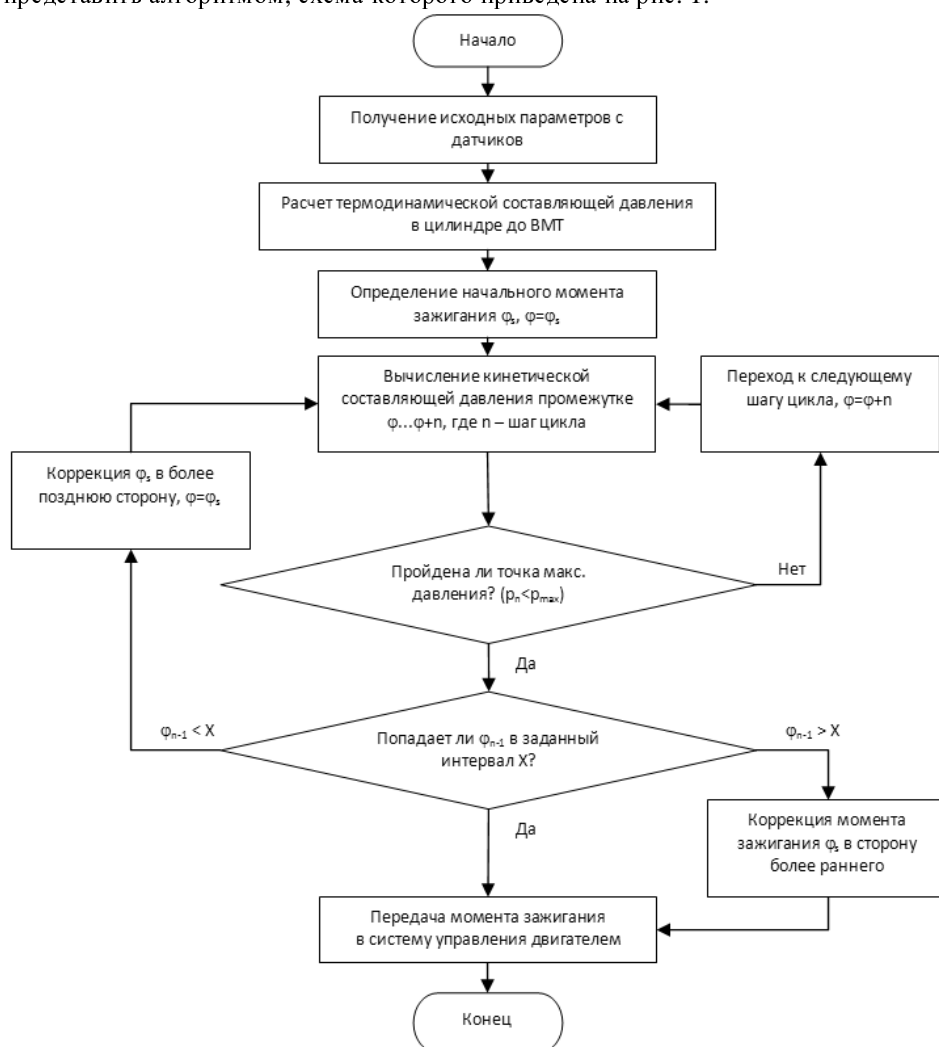 представить алгоритмом, схема которого приведена на рис. 1.
Начало
Получение исходных параметров с
датчиков
Расчет термодинамической составляющей давления
в цилиндре до ВМТ
Определение начального момента
зажигания φₛ, φ=φₛ
Вычисление кинетической
составляющей давления промежутке
φ...φ+n, где n – шаг цикла
Переход к следующему
шагу цикла, φ=φ+n
Коррекция φₛ в более
позднюю сторону, φ=φₛ
Пройдена ли точка макс.
давления? (pₙ<pₘₐₓ)
Нет
Да
φₙ₋₁ < X
Попадает ли φₙ₋₁ в заданный
интервал X?
φₙ₋₁ > X
Да
Коррекция момента
зажигания φₛ в сторону
более раннего
Передача момента зажигания
в систему управления двигателем
Конец